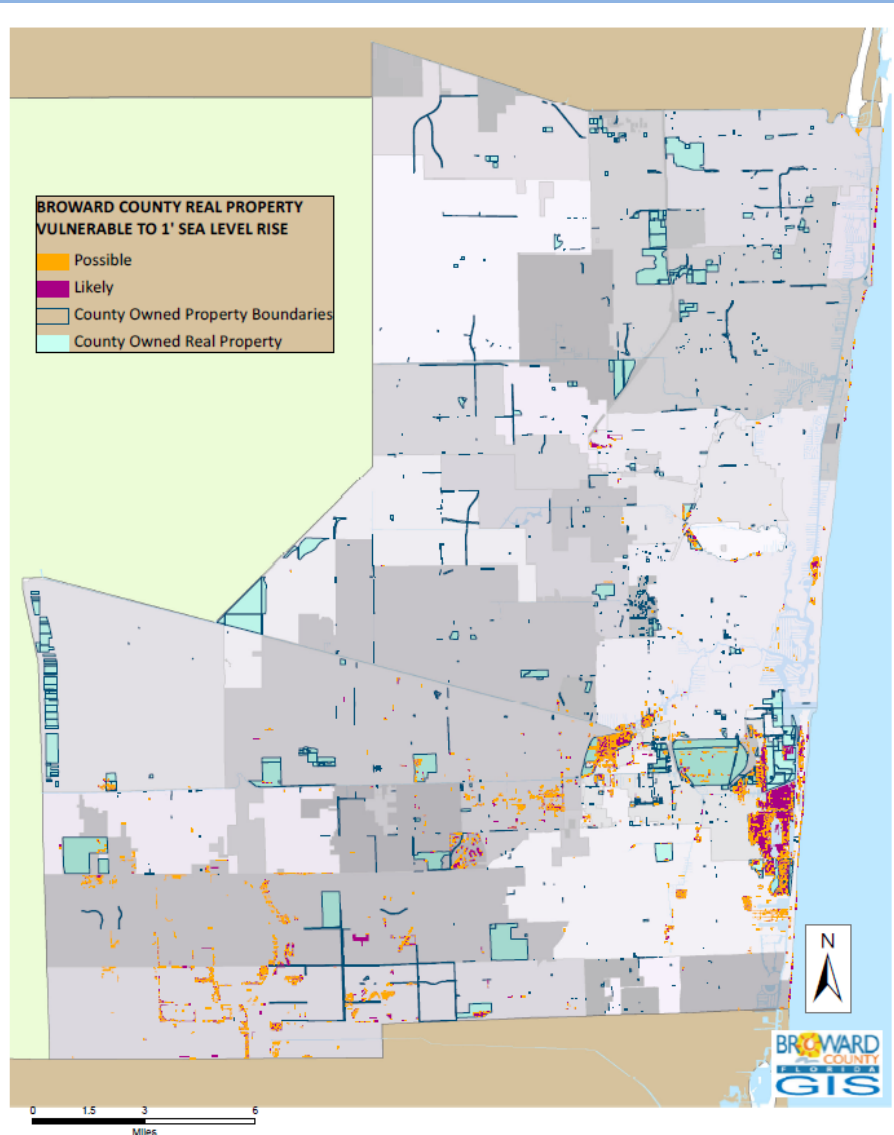 BROWARD COUNTY REAL PROPERTY
VULNERABLE TO 1' SEA LEVEL RISE
Possible
Likely
County Owned Property Boundaries
County Owned Real Property
N
BROWARD
COUNTY
FLORIDA
GIS
0 1.5 3 6
Miles